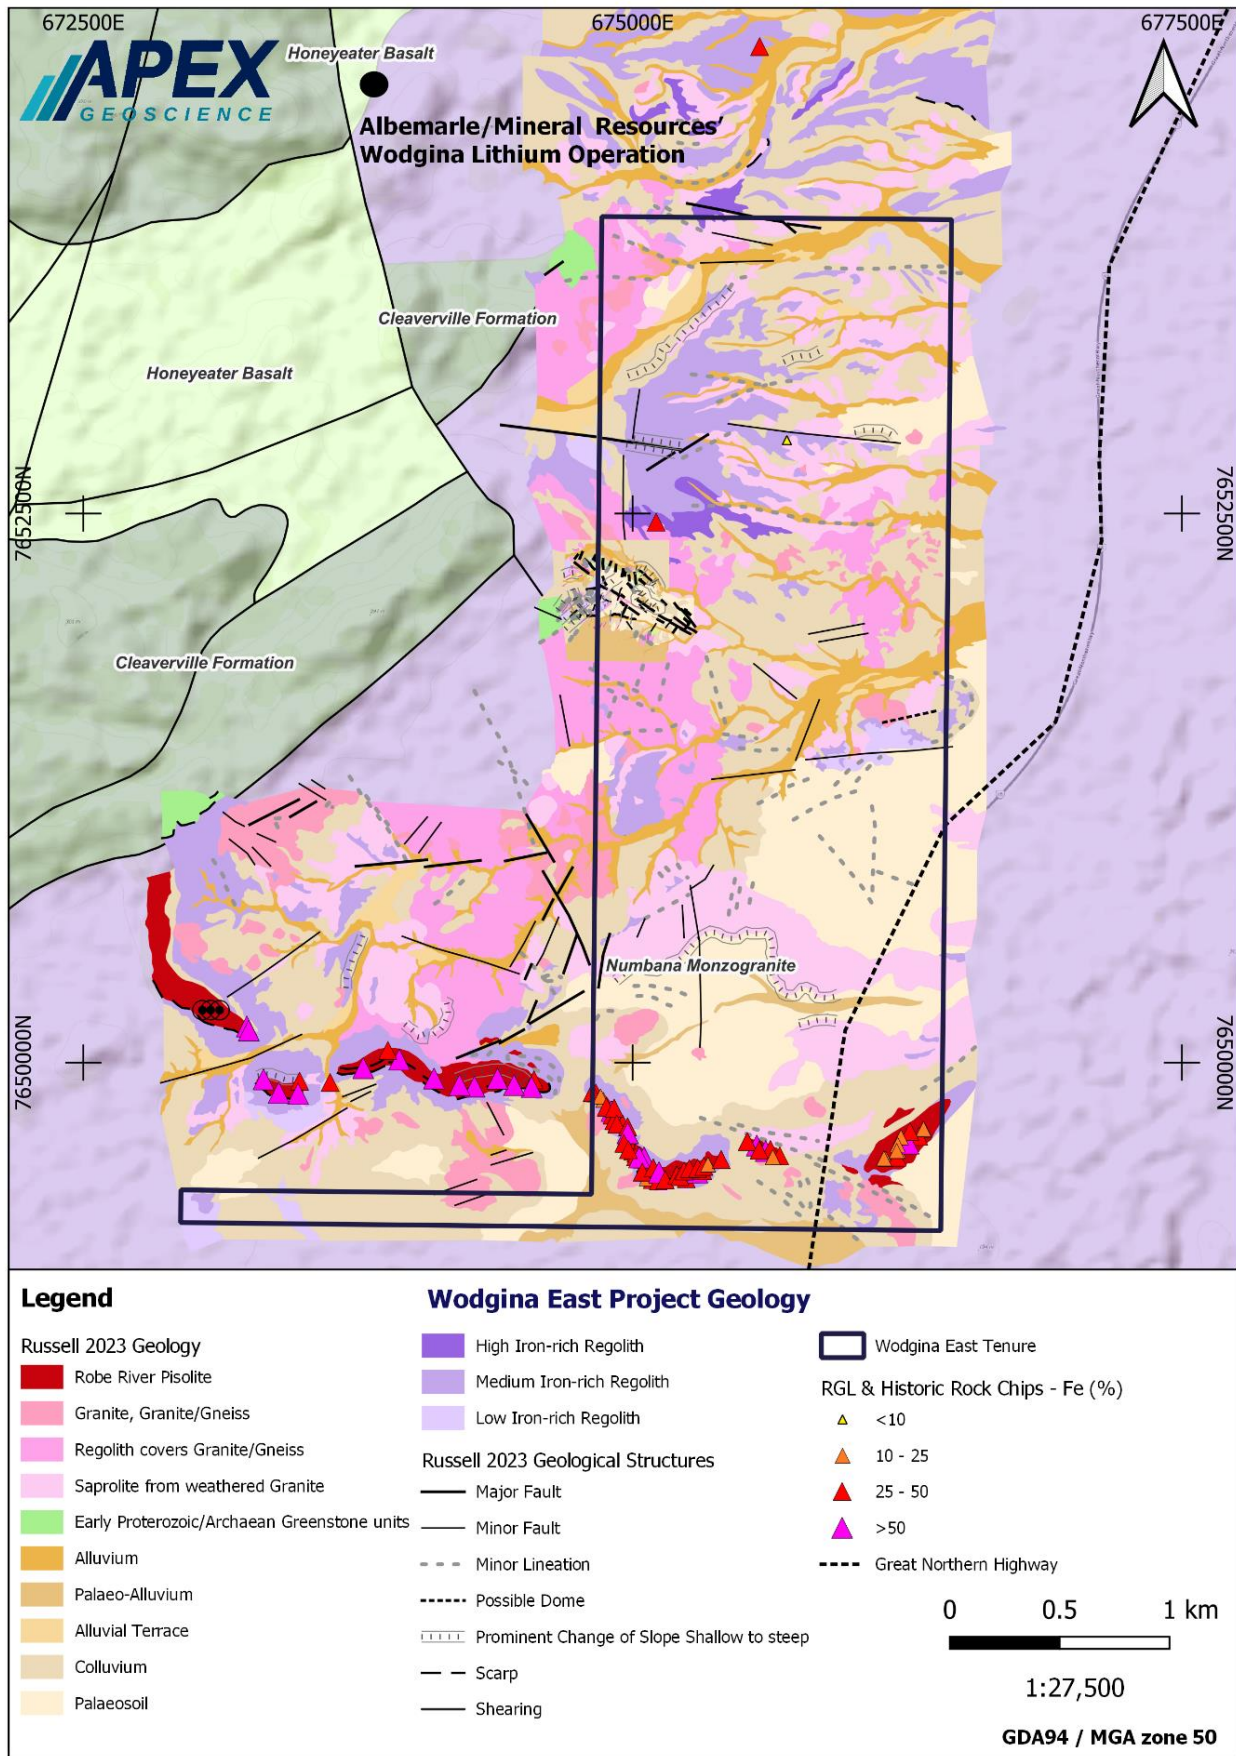 672500E
675000E
677500E
APEX
GEOSCIENCE
Honeyeater Basalt
Albemarle/Mineral Resources'
Wodgina Lithium Operation
Cleaverville Formation
Honeyeater Basalt
7652500N
7652500N
Cleaverville Formation
Numbana Monzogranite
7650000N
7650000N
Legend
Russell 2023 Geology
Robe River Pisolite
Granite, Granite/Gneiss
Regolith covers Granite/Gneiss
Saprolite from weathered Granite
Early Proterozoic/Archaean Greenstone units
Alluvium
Palaeo-Alluvium
Alluvial Terrace
Colluvium
Palaeosoil
Wodgina East Project Geology
High Iron-rich Regolith
Medium Iron-rich Regolith
Low Iron-rich Regolith
Russell 2023 Geological Structures
Major Fault
Minor Fault
Minor Lineation
Possible Dome
Prominent Change of Slope Shallow to steep
Scarp
Shearing
Wodgina East Tenure
RGL & Historic Rock Chips - Fe (%)
<10
10 - 25
25 - 50
>50
Great Northern Highway
0 0.5 1 km
1:27,500
GDA94 / MGA zone 50